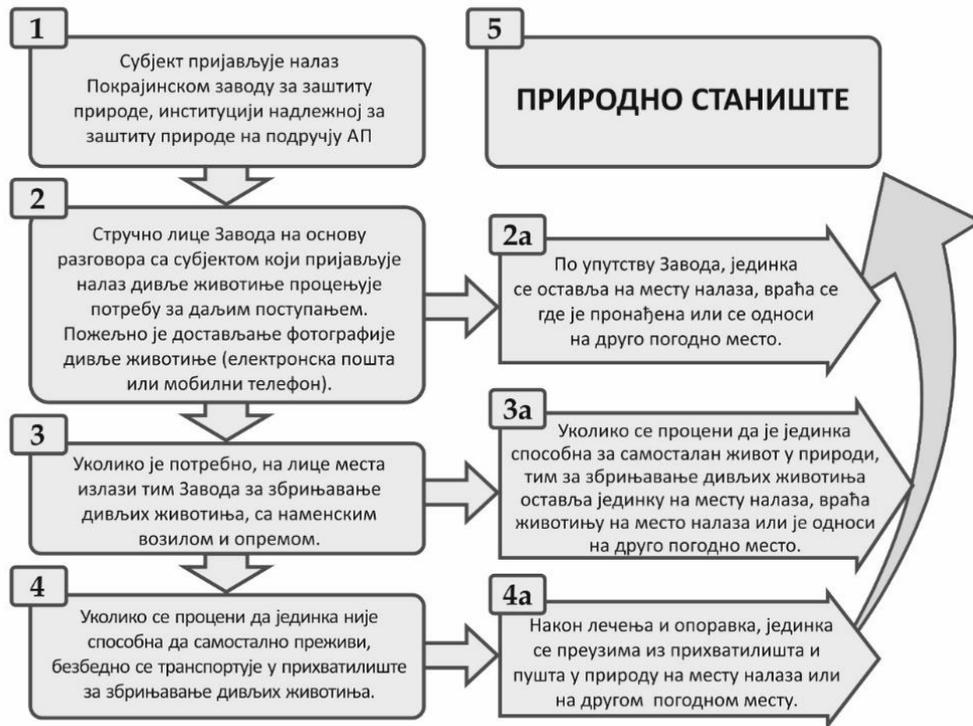 1
Субјект пријављује налаз
Покрајинском заводу за заштиту
природе, институцији надлежној за
заштиту природе на подручју АП
2
Стручно лице Завода на основу
разговора са субјектом који пријављује
налаз дивље животиње процењује
потребу за даљим поступањем.
Пожељно је достављање фотографије
дивље животиње (електронска пошта
или мобилни телефон).
2а
По упутству Завода, јединка
се оставља на месту налаза, враћа се
где је пронађена или се односи
на друго погодно место.
3
Уколико је потребно, на лице места
излази тим Завода за збрињавање
дивљих животиња, са наменским
возилом и опремом.
3а
Уколико се процени да је јединка
способна за самосталан живот у природи,
тим за збрињавање дивљих животиња
оставља јединку на месту налаза, враћа
животињу на место налаза или је односи
на друго погодно место.
4
Уколико се процени да јединка није
способна да самостално преживи,
безбедно се транспортује у прихватилиште
за збрињавање дивљих животиња.
4а
Након лечења и опоравка, јединка
се преузима из прихватилишта и
пушта у природу на месту налаза или
на другом погодном месту.
5
ПРИРОДНО СТАНИШТЕ